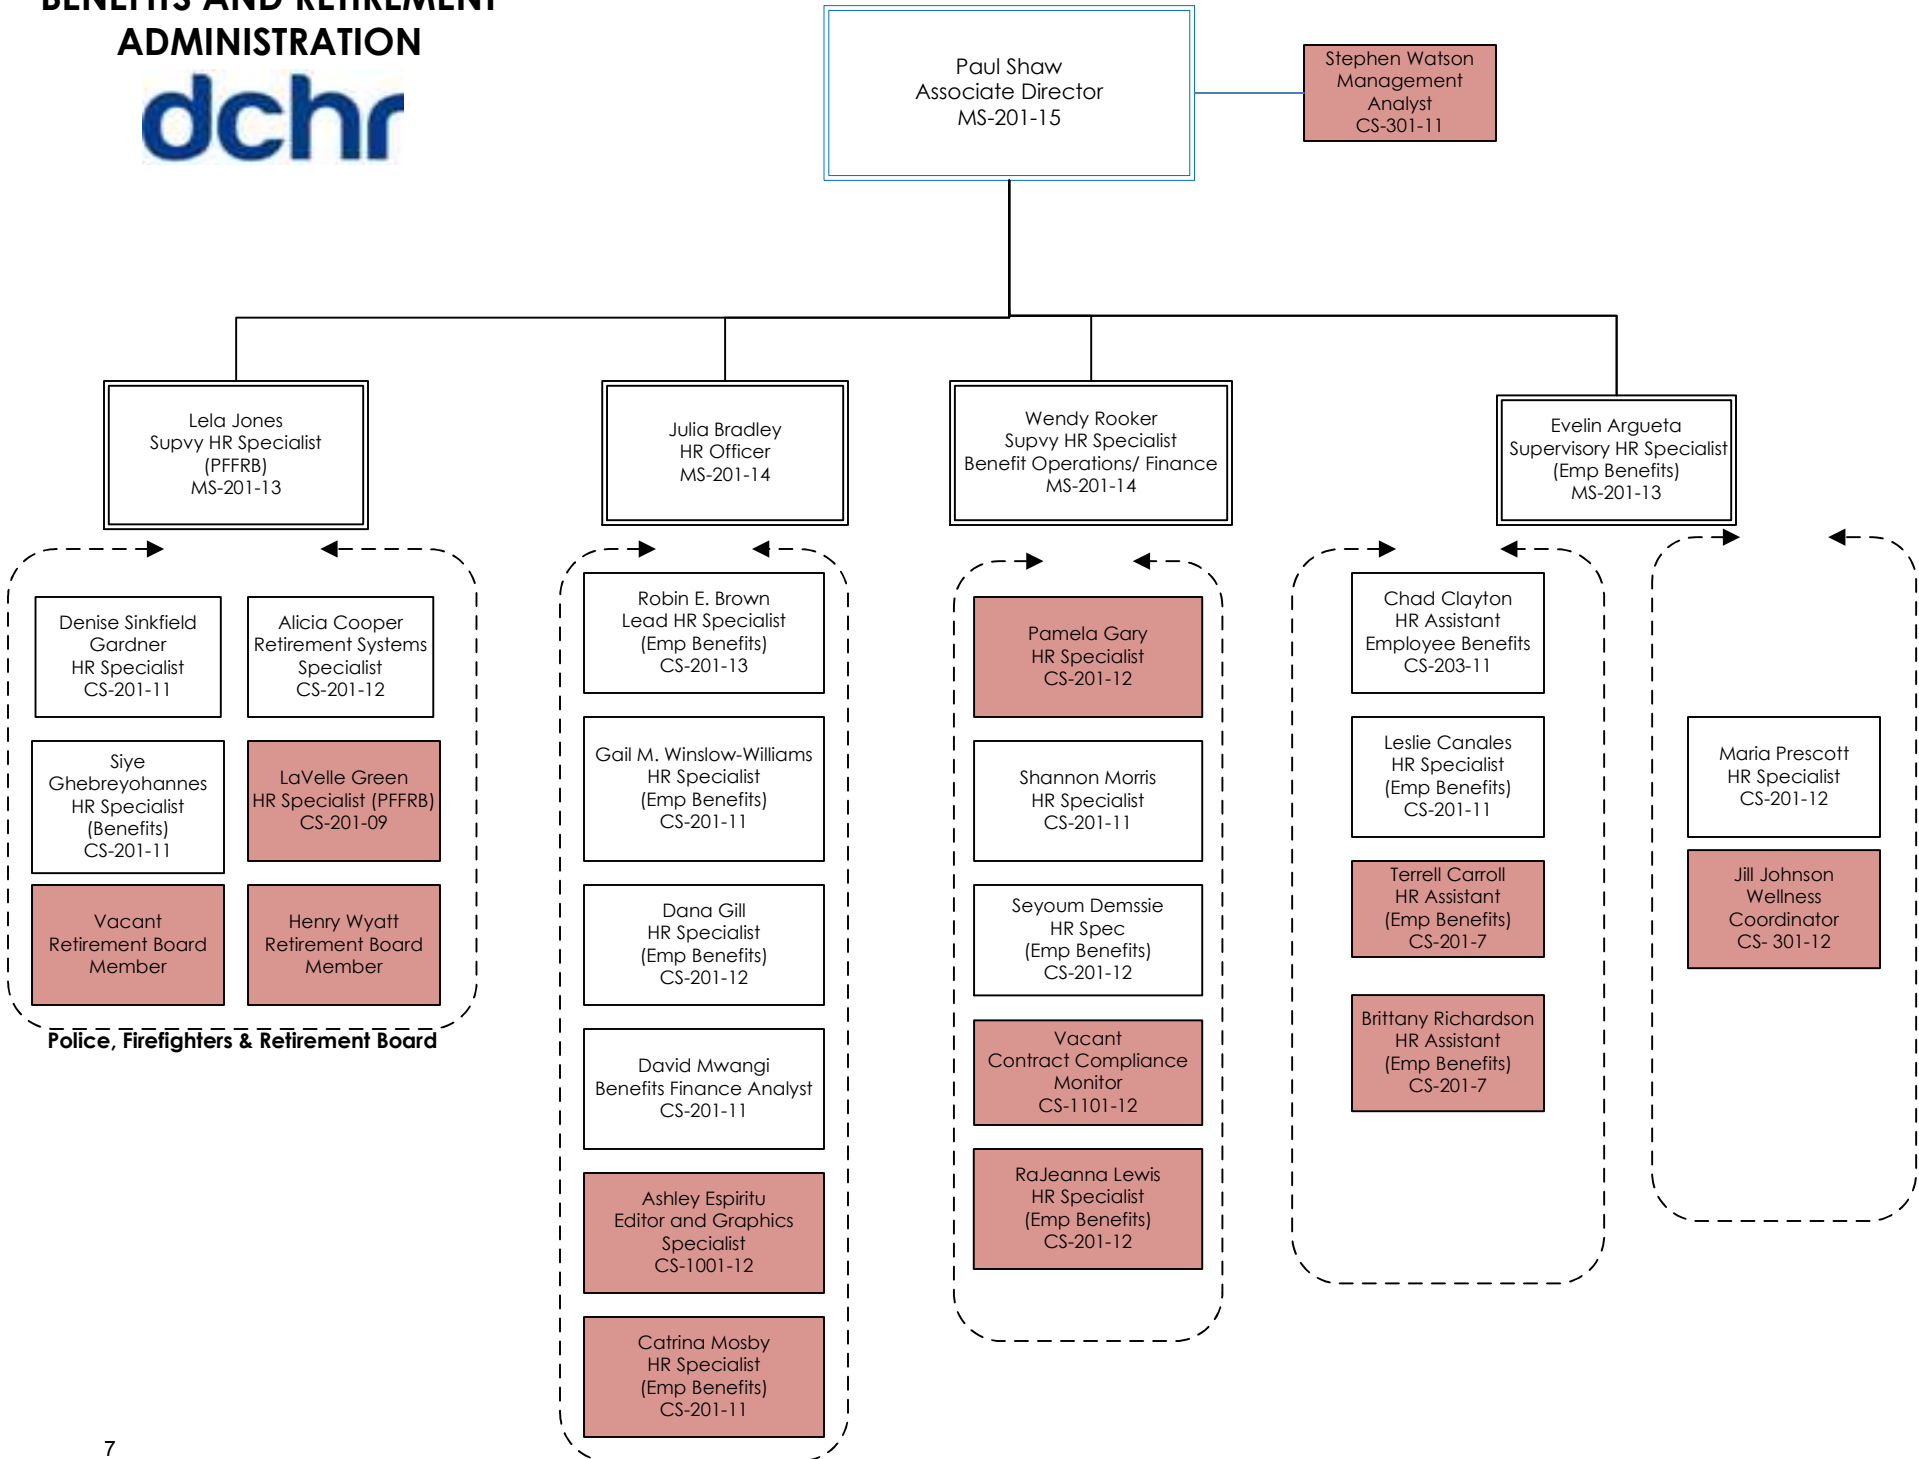 BENEFITS AND RETIREMENT
ADMINISTRATION
dchr
Paul Shaw
Associate Director
MS-201-15
Stephen Watson
Management
Analyst
CS-301-11
Lela Jones
Supvy HR Specialist
(PFFRB)
MS-201-13
Julia Bradley
HR Officer
MS-201-14
Wendy Rooker
Supvy HR Specialist
Benefit Operations/ Finance
MS-201-14
Evelin Argueta
Supervisory HR Specialist
(Emp Benefits)
MS-201-13
Denise Sinkfield
Gardner
HR Specialist
CS-201-11
Alicia Cooper
Retirement Systems
Specialist
CS-201-12
Siye
Ghebreyohannes
HR Specialist
(Benefits)
CS-201-11
LaVelle Green
HR Specialist (PFFRB)
CS-201-09
Vacant
Retirement Board
Member
Henry Wyatt
Retirement Board
Member
Police, Firefighters & Retirement Board
Robin E. Brown
Lead HR Specialist
(Emp Benefits)
CS-201-13
Gail M. Winslow-Williams
HR Specialist
(Emp Benefits)
CS-201-11
Dana Gill
HR Specialist
(Emp Benefits)
CS-201-12
David Mwangi
Benefits Finance Analyst
CS-201-11
Ashley Espiritu
Editor and Graphics
Specialist
CS-1001-12
Catrina Mosby
HR Specialist
(Emp Benefits)
CS-201-11
Pamela Gary
HR Specialist
CS-201-12
Shannon Morris
HR Specialist
CS-201-11
Seyoum Demssie
HR Spec
(Emp Benefits)
CS-201-12
Vacant
Contract Compliance
Monitor
CS-1101-12
RaJeanna Lewis
HR Specialist
(Emp Benefits)
CS-201-12
Chad Clayton
HR Assistant
Employee Benefits
CS-203-11
Leslie Canales
HR Specialist
(Emp Benefits)
CS-201-11
Terrell Carroll
HR Assistant
(Emp Benefits)
CS-201-7
Brittany Richardson
HR Assistant
(Emp Benefits)
CS-201-7
Maria Prescott
HR Specialist
CS-201-12
Jill Johnson
Wellness
Coordinator
CS- 301-12
7